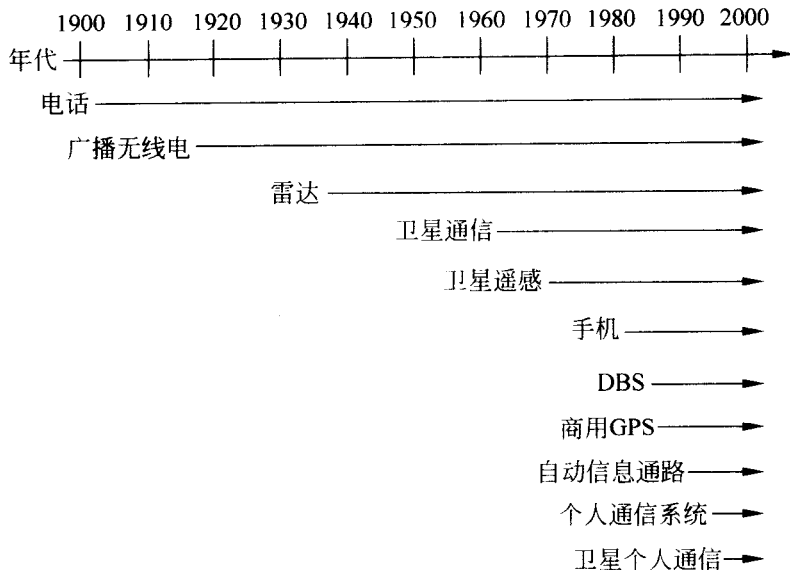 1900 1910 1920 1930 1940 1950 1960 1970 1980 1990 2000
年代
电话
广播无线电
雷达
卫星通信
卫星遥感
手机
DBS
商用GPS
自动信息通路
个人通信系统
卫星个人通信